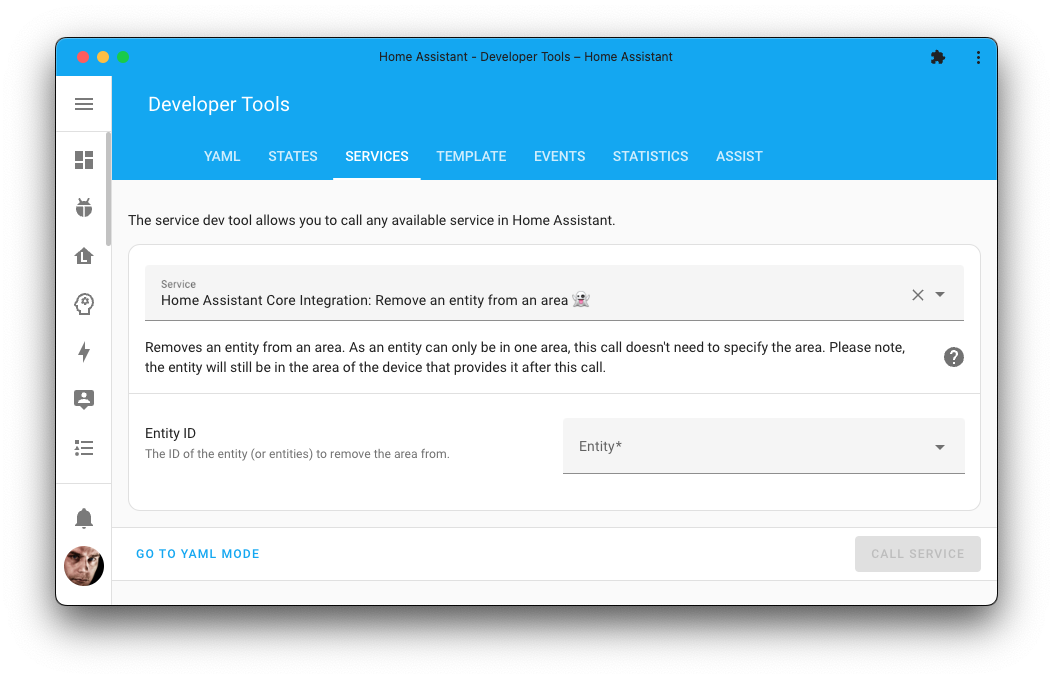 Home Assistant - Developer Tools – Home Assistant
Developer Tools
YAML STATES SERVICES TEMPLATE EVENTS STATISTICS ASSIST
The service dev tool allows you to call any available service in Home Assistant.
Service
Home Assistant Core Integration: Remove an entity from an area 👻
Removes an entity from an area. As an entity can only be in one area, this call doesn't need to specify the area. Please note,
the entity will still be in the area of the device that provides it after this call.
Entity ID
The ID of the entity (or entities) to remove the area from.
Entity*
GO TO YAML MODE
CALL SERVICE